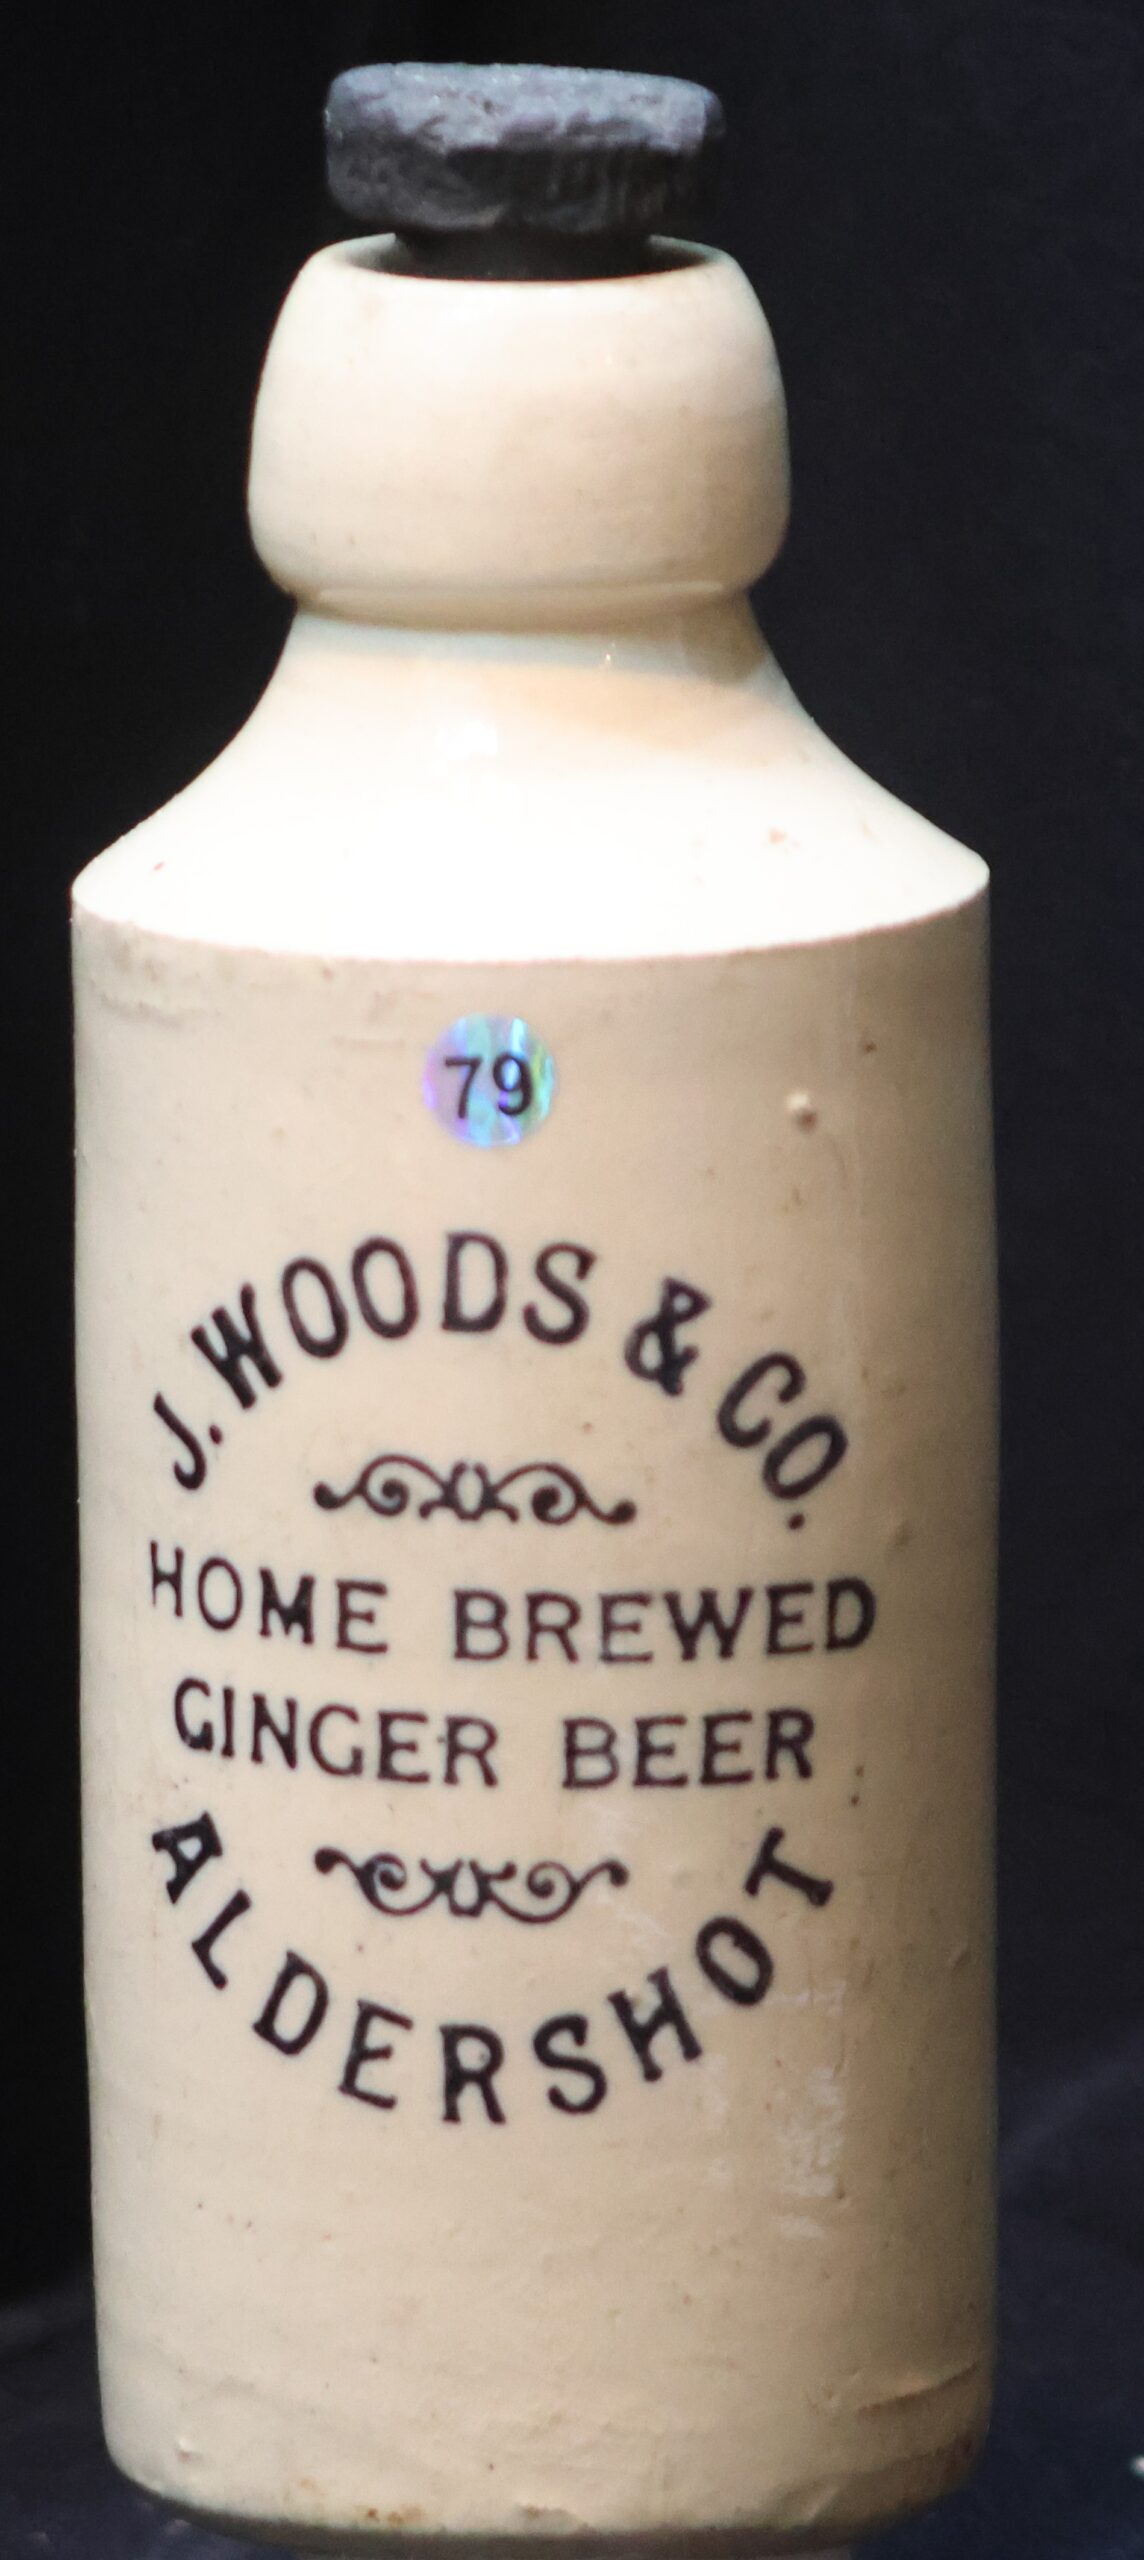 79
J. WOODS & CO.
HOME BREWED
GINGER BEER
ALDERSHOT